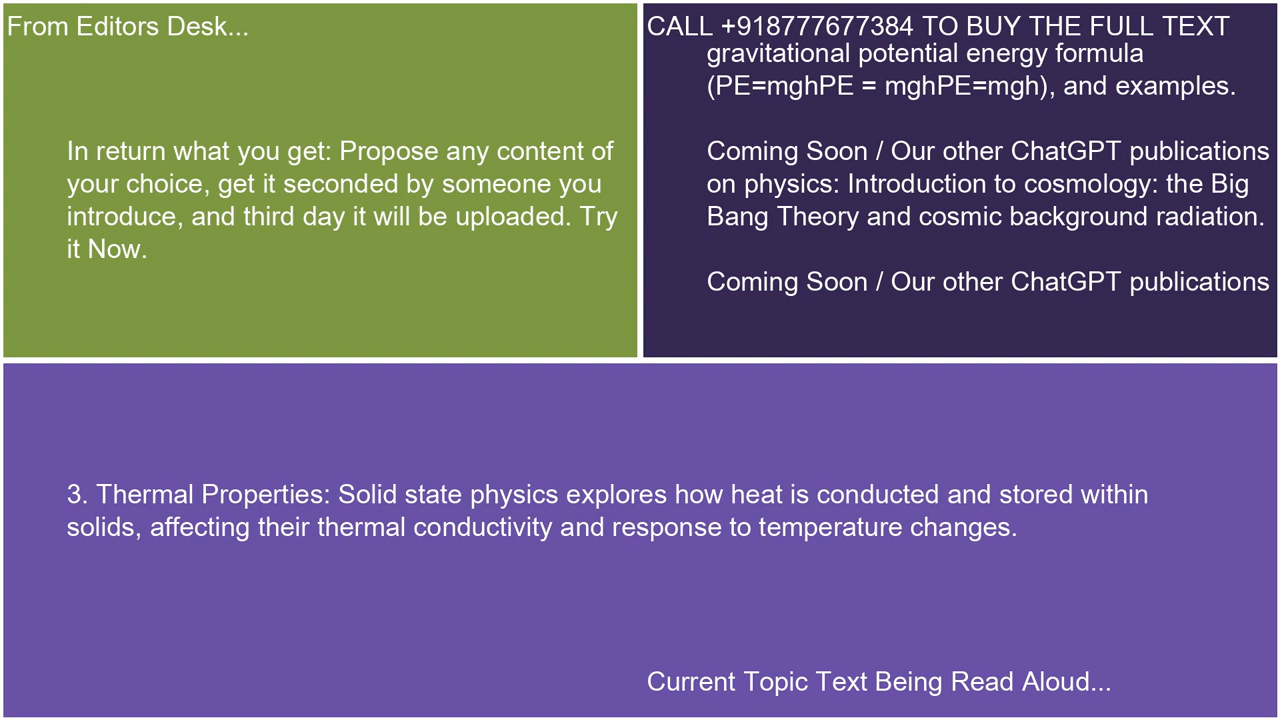 From Editors Desk...
In return what you get: Propose any content of
your choice, get it seconded by someone you
introduce, and third day it will be uploaded. Try
it Now.
CALL +918777677384 TO BUY THE FULL TEXT
gravitational potential energy formula
(PE=mghPE = mghPE=mgh), and examples.
Coming Soon / Our other ChatGPT publications
on physics: Introduction to cosmology: the Big
Bang Theory and cosmic background radiation.
Coming Soon / Our other ChatGPT publications
3. Thermal Properties: Solid state physics explores how heat is conducted and stored within
solids, affecting their thermal conductivity and response to temperature changes.
Current Topic Text Being Read Aloud...